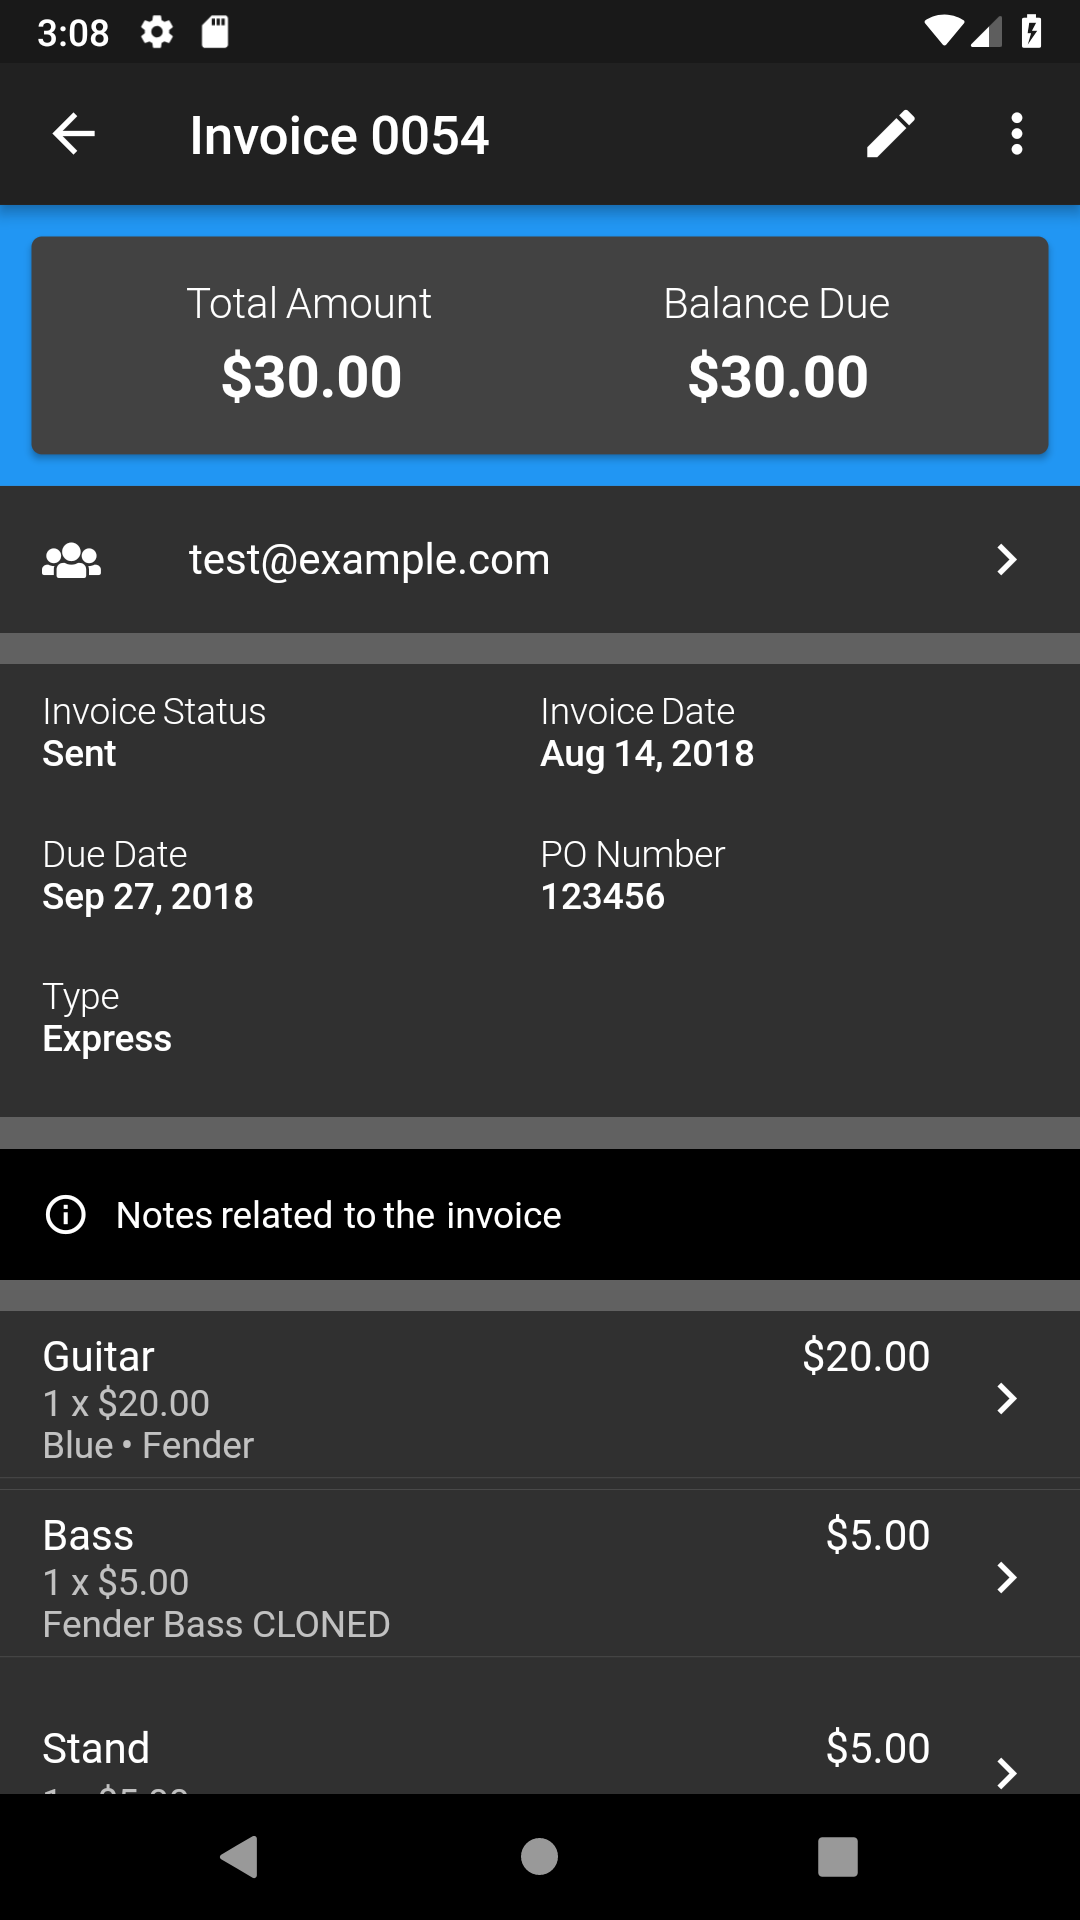 3:08
Invoice 0054
Total Amount Balance Due
$30.00 $30.00
test@example.com
Invoice Status Invoice Date
Sent Aug 14, 2018
Due Date PO Number
Sep 27, 2018 123456
Type
Express
Notes related to the invoice
Guitar $20.00
1 x $20.00
Blue • Fender
Bass $5.00
1 x $5.00
Fender Bass CLONED
Stand $5.00